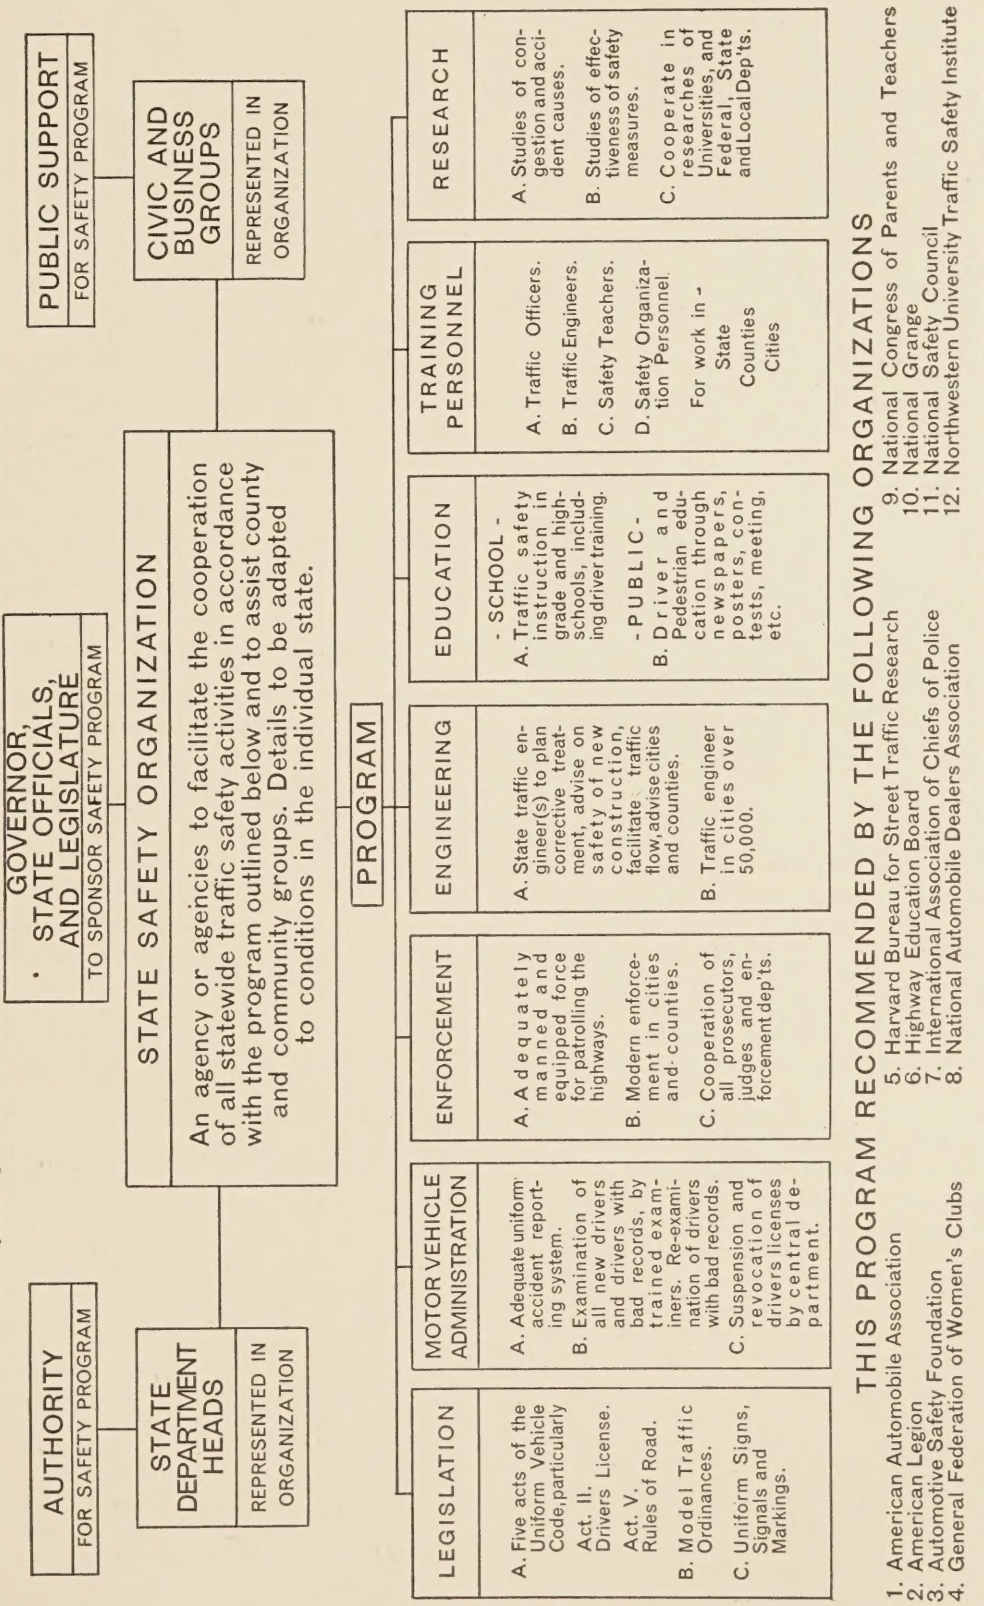 AUTHORITY
FOR SAFETY PROGRAM
STATE
DEPARTMENT
HEADS
REPRESENTED IN
ORGANIZATION
GOVERNOR,
STATE OFFICIALS,
AND LEGISLATURE
TO SPONSOR SAFETY PROGRAM
PUBLIC SUPPORT
FOR SAFETY PROGRAM
CIVIC AND
BUSINESS
GROUPS
REPRESENTED IN
ORGANIZATION
STATE SAFETY ORGANIZATION
An agency or agencies to facilitate the cooperation
of all statewide traffic safety activities in accordance
with the program outlined below and to assist county
and community groups. Details to be adapted
to conditions in the individual state.
PROGRAM
LEGISLATION
A. Five acts of the
Uniform Vehicle
Code, particularly
Act. II.
Drivers License.
Act. V.
Rules of Road.
B. Model Traffic
Ordinances.
C. Uniform Signs,
Signals and
Markings.
MOTOR VEHICLE
ADMINISTRATION
A. Adequate uniform
accident report-
ing system.
B. Examination of
all new drivers
and drivers with
bad records, by
trained exam-
iners. Re-exami-
nation of drivers
with bad records.
C. Suspension and
revocation of
drivers licenses
by central de-
partment.
ENFORCEMENT
A. Adequately
manned and
equipped force
for patrolling the
highways.
B. Modern enforce-
ment in cities
and counties.
C. Cooperation of
all prosecutors,
judges and en-
forcement dep'ts.
ENGINEERING
A. State traffic en-
gineer(s) to plan
corrective treat-
ment, advise on
safety of new
construction,
facilitate traffic
flow, advise cities
and counties.
B. Traffic engineer
in cities over
50,000.
EDUCATION
- SCHOOL -
A. Traffic safety
instruction in
grade and high-
schools, includ-
ing driver training.
- PUBLIC -
B. Driver and
Pedestrian edu-
cation through
newspapers,
posters, con-
tests, meeting,
etc.
TRAINING
PERSONNEL
A. Traffic Officers.
B. Traffic Engineers.
C. Safety Teachers.
D. Safety Organiza-
tion Personnel.
For work in -
State
Counties
Cities
RESEARCH
A. Studies of con-
gestion and acci-
dent causes.
B. Studies of effec-
tiveness of safety
measures.
C. Cooperate in
researches of
Universities, and
Federal, State
and Local Dep'ts.
THIS PROGRAM RECOMMENDED BY THE FOLLOWING ORGANIZATIONS
1. American Automobile Association
2. American Legion
3. Automotive Safety Foundation
4. General Federation of Women's Clubs
5. Harvard Bureau for Street Traffic Research
6. Highway Education Board
7. International Association of Chiefs of Police
8. National Automobile Dealers Association
9. National Congress of Parents and Teachers
10. National Grange
11. National Safety Council
12. Northwestern University Traffic Safety Institute